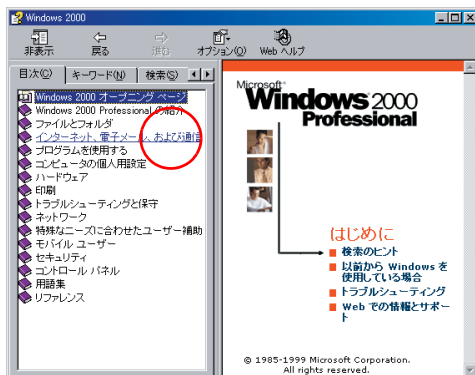 Windows 2000
非表示
戻る
進む
オプション(O)
Web ヘルプ
目次(C)
キーワード(N)
検索(S)
Windows 2000 オープニング ページ
Windows 2000 Professional の紹介
ファイルとフォルダ
インターネット、電子メール、および通信
プログラムを使用する
コンピュータの個人用設定
ハードウェア
印刷
トラブルシューティングと保守
ネットワーク
特殊なニーズに合わせたユーザー補助
モバイル ユーザー
セキュリティ
コントロール パネル
用語集
リファレンス
Microsoft
Windows 2000
Professional
はじめに
検索のヒント
以前から Windows を
使用している場合
トラブルシューティング
Web での情報とサポー
ト
© 1985-1999 Microsoft Corporation.
All rights reserved.